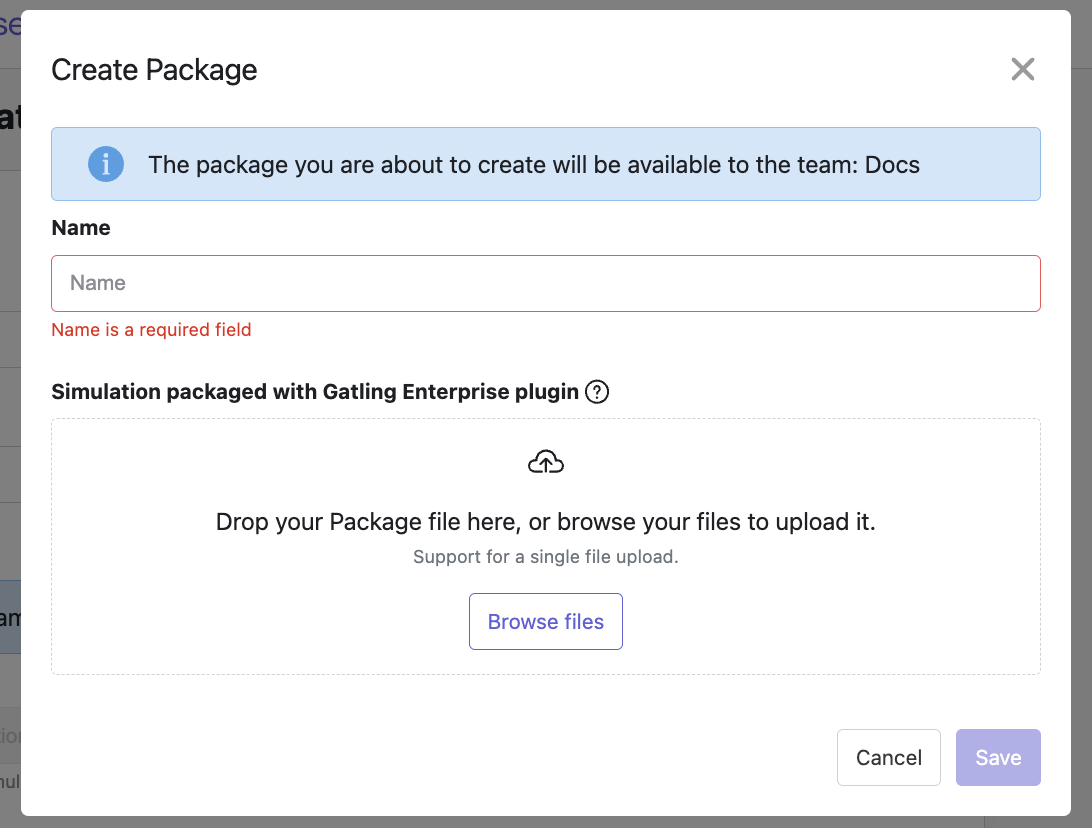 Create Package
The package you are about to create will be available to the team: Docs
Name
Name
Name is a required field
Simulation packaged with Gatling Enterprise plugin
Drop your Package file here, or browse your files to upload it.
Support for a single file upload.
Browse files
Cancel
Save